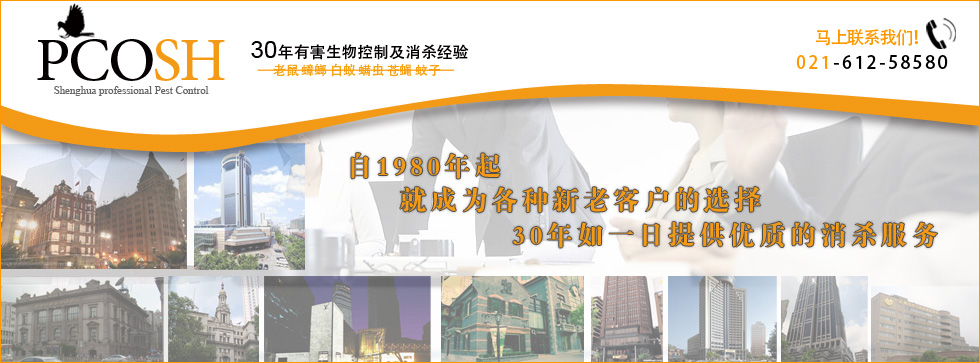 PCOSH
Shenghua professional Pest Control
30年有害生物控制及消杀经验
老鼠 蟑螂 白蚁 螨虫 苍蝇 蚊子
马上联系我们!
021-612-58580
自1980年起
就成为各种新老客户的选择
30年如一日提供优质的消杀服务